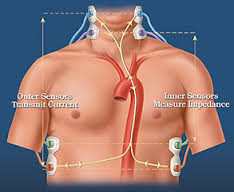 Outer Sensors
Transmit Current
Inner Sensors
Measure Impedance